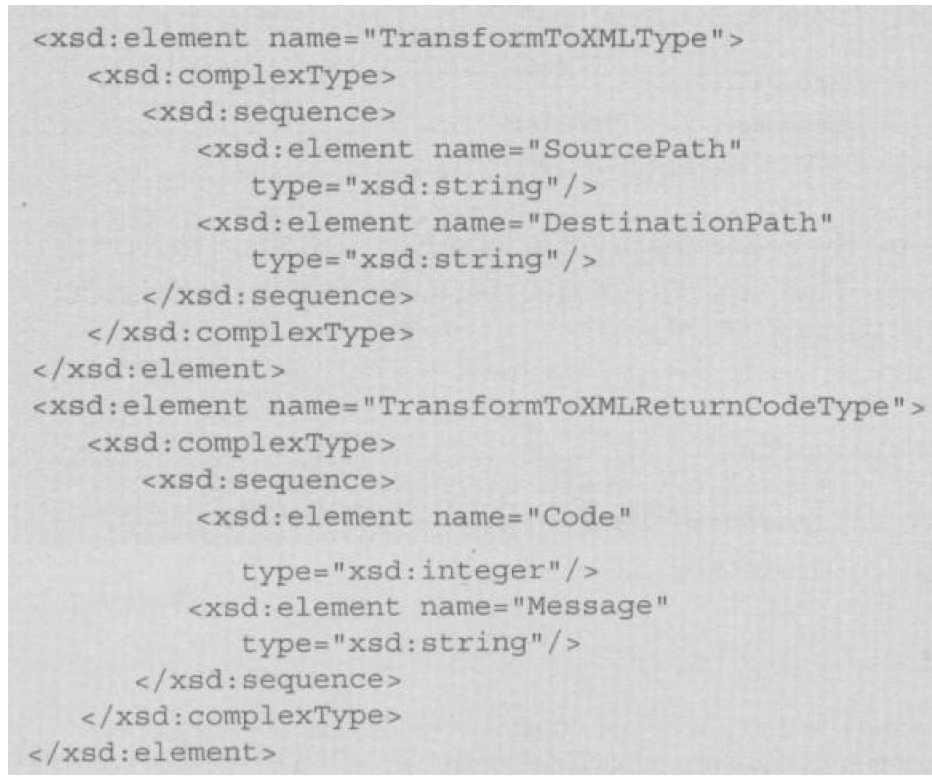 <xsd:element name="TransformToXMLType">
<xsd:complexType>
<xsd:sequence>
<xsd:element name="SourcePath"
type="xsd:string"/>
<xsd:element name="DestinationPath"
type="xsd:string"/>
</xsd:sequence>
</xsd:complexType>
</xsd:element>
<xsd:element name="TransformToXMLReturnCodeType">
<xsd:complexType>
<xsd:sequence>
<xsd:element name="Code"
type="xsd:integer"/>
<xsd:element name="Message"
type="xsd:string"/>
</xsd:sequence>
</xsd:complexType>
</xsd:element>